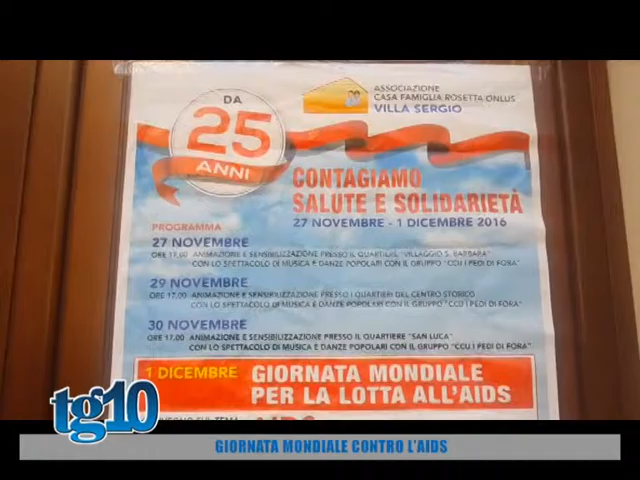 DA
25
ANNI
ASSOCIAZIONE
CASA FAMIGLIA ROSETTA ONLUS
VILLA SERGIO
CONTAGIAMO
SALUTE E SOLIDARIETÀ
27 NOVEMBRE - 1 DICEMBRE 2016
PROGRAMMA
27 NOVEMBRE
ORE 17.00 ANIMAZIONE E SENSIBILIZZAZIONE PRESSO IL QUARTIERE "VILLAGGIO S. BARBARA"
CON LO SPETTACOLO DI MUSICA E DANZE POPOLARI CON IL GRUPPO "CCU I PEDI DI FORA"
29 NOVEMBRE
ORE 17.00 ANIMAZIONE E SENSIBILIZZAZIONE PRESSO I QUARTIERI DEL CENTRO STORICO
CON LO SPETTACOLO DI MUSICA E DANZE POPOLARI CON IL GRUPPO "CCU I PEDI DI FORA"
30 NOVEMBRE
ORE 17.00 ANIMAZIONE E SENSIBILIZZAZIONE PRESSO IL QUARTIERE "SAN LUCA"
CON LO SPETTACOLO DI MUSICA E DANZE POPOLARI CON IL GRUPPO "CCU I PEDI DI FORA"
1 DICEMBRE GIORNATA MONDIALE
PER LA LOTTA ALL'AIDS
SUL TEMA
tg10
GIORNATA MONDIALE CONTRO L'AIDS